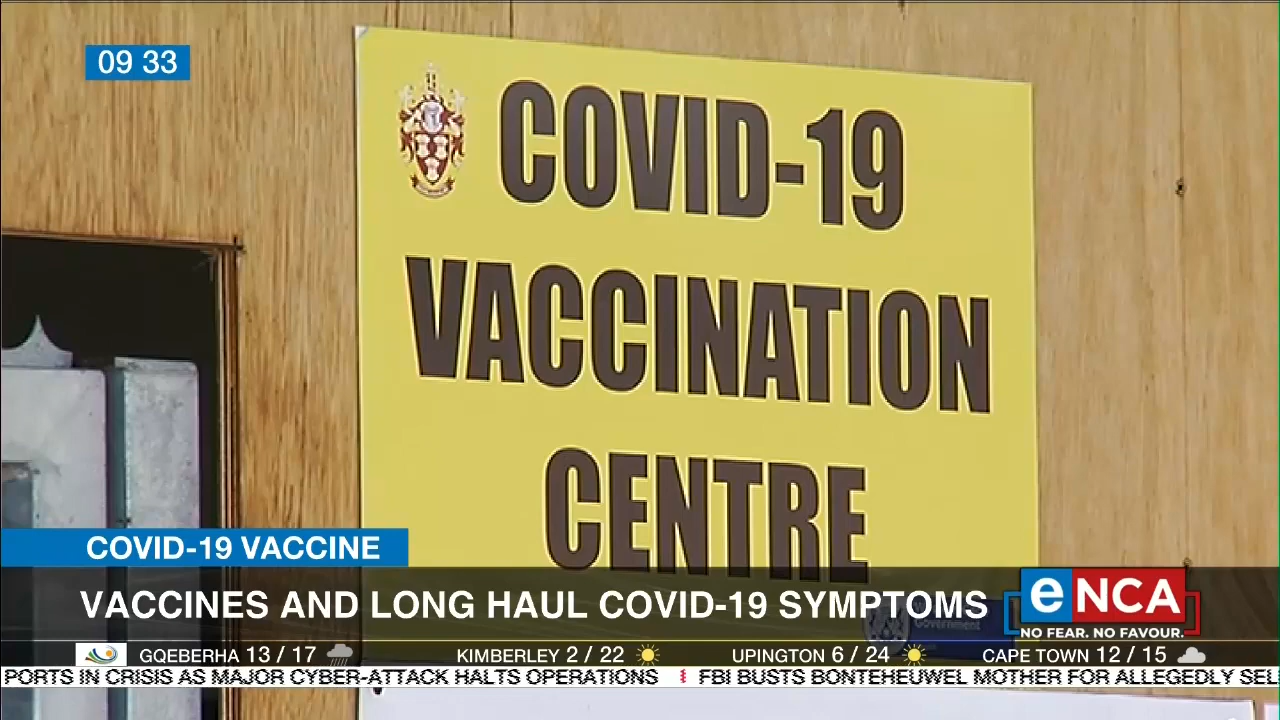 09 33
COVID-19
VACCINATION
CENTRE
COVID-19 VACCINE
VACCINES AND LONG HAUL COVID-19 SYMPTOMS
eNCA
NO FEAR. NO FAVOUR.
Government
GQEBERHA 13 / 17 KIMBERLEY 2 / 22 UPINGTON 6 / 24 CAPE TOWN 12 / 15
PORTS IN CRISIS AS MAJOR CYBER-ATTACK HALTS OPERATIONS FBI BUSTS BONTEHEUWEL MOTHER FOR ALLEGEDLY SEL